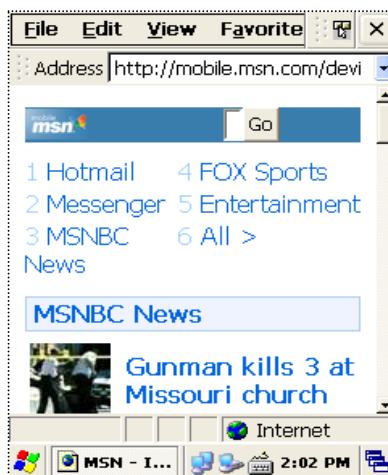 File Edit View Favorite
Address http://mobile.msn.com/devi
mobile
msn Go
1 Hotmail 4 FOX Sports
2 Messenger 5 Entertainment
3 MSNBC 6 All >
News
MSNBC News
Gunman kills 3 at
Missouri church
Internet
MSN - I... 2:02 PM